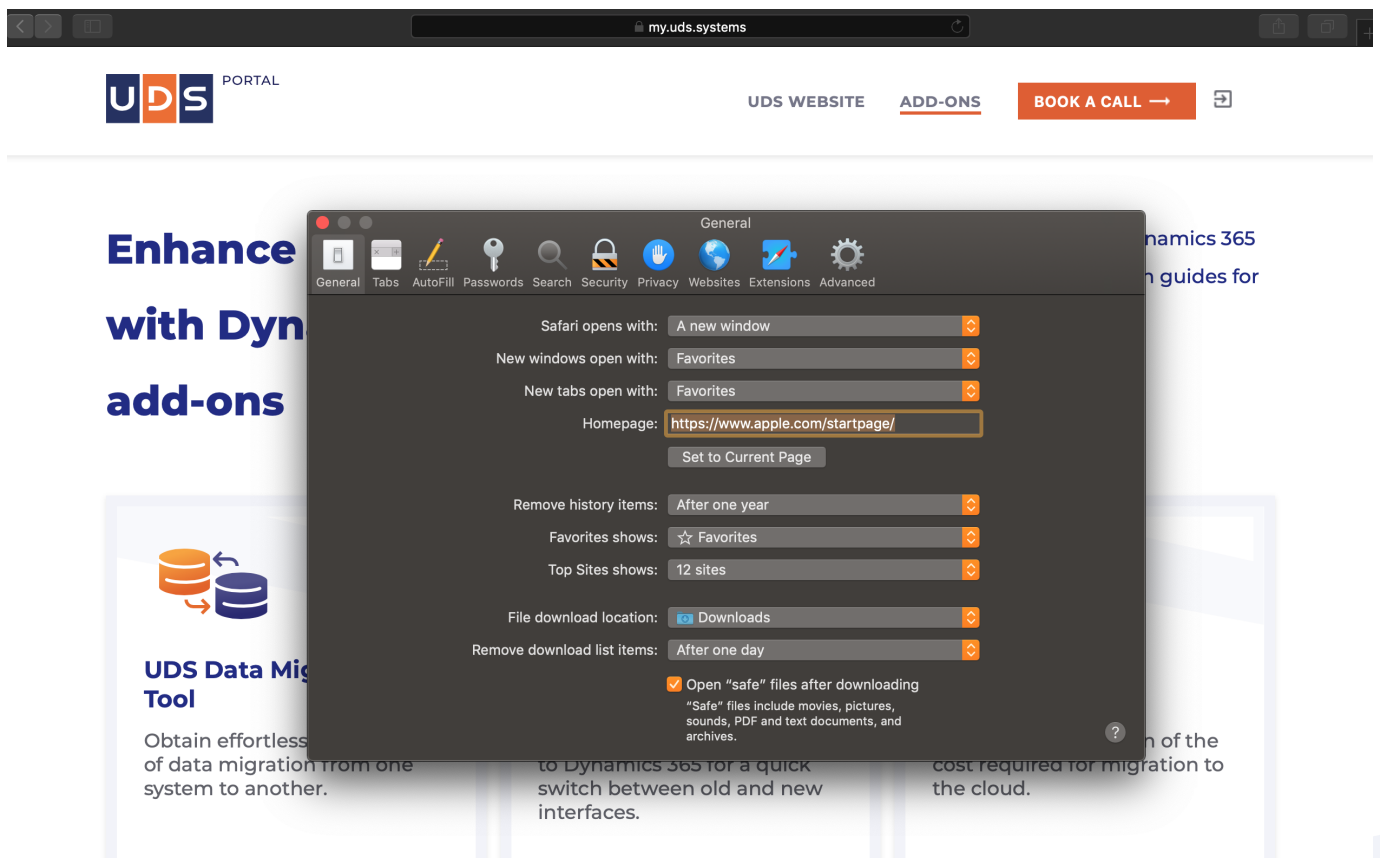 my.uds.systems
UDS PORTAL
UDS WEBSITE ADD-ONS BOOK A CALL
Enhance
with Dyn
add-ons
namics 365
guides for
General
General Tabs AutoFill Passwords Search Security Privacy Websites Extensions Advanced
Safari opens with: A new window
New windows open with: Favorites
New tabs open with: Favorites
Homepage: https://www.apple.com/startpage/
Set to Current Page
Remove history items: After one year
Favorites shows: Favorites
Top Sites shows: 12 sites
File download location: Downloads
Remove download list items: After one day
Open “safe” files after downloading
“Safe” files include movies, pictures,
sounds, PDF and text documents, and
archives.
?
UDS Data Mig
Tool
Obtain effortless
of data migration from one
system to another.
to Dynamics 365 for a quick
switch between old and new
interfaces.
n of the
cost required for migration to
the cloud.